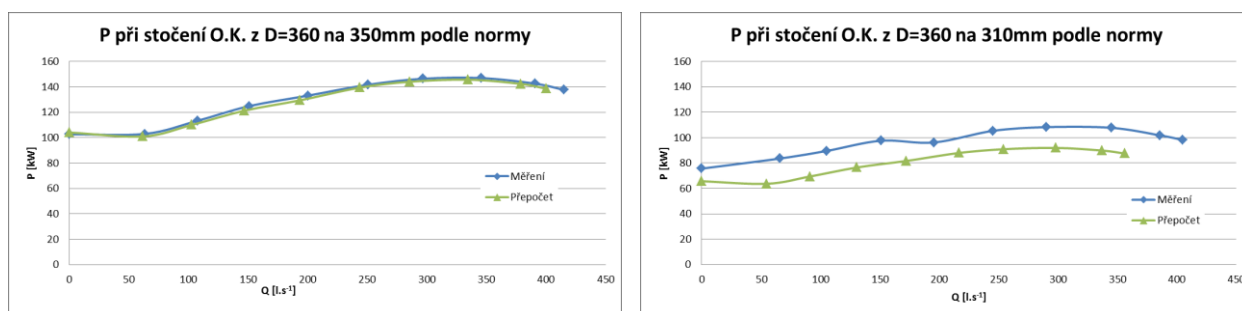 P při stočení O.K. z D=360 na 350mm podle normy
160
140
120
100
80
60
40
20
0
P [kW]
Měření
Přepočet
0 50 100 150 200 250 300 350 400 450
Q [l.s-1]
P při stočení O.K. z D=360 na 310mm podle normy
160
140
120
100
80
60
40
20
0
P [kW]
Měření
Přepočet
0 50 100 150 200 250 300 350 400 450
Q [l.s-1]